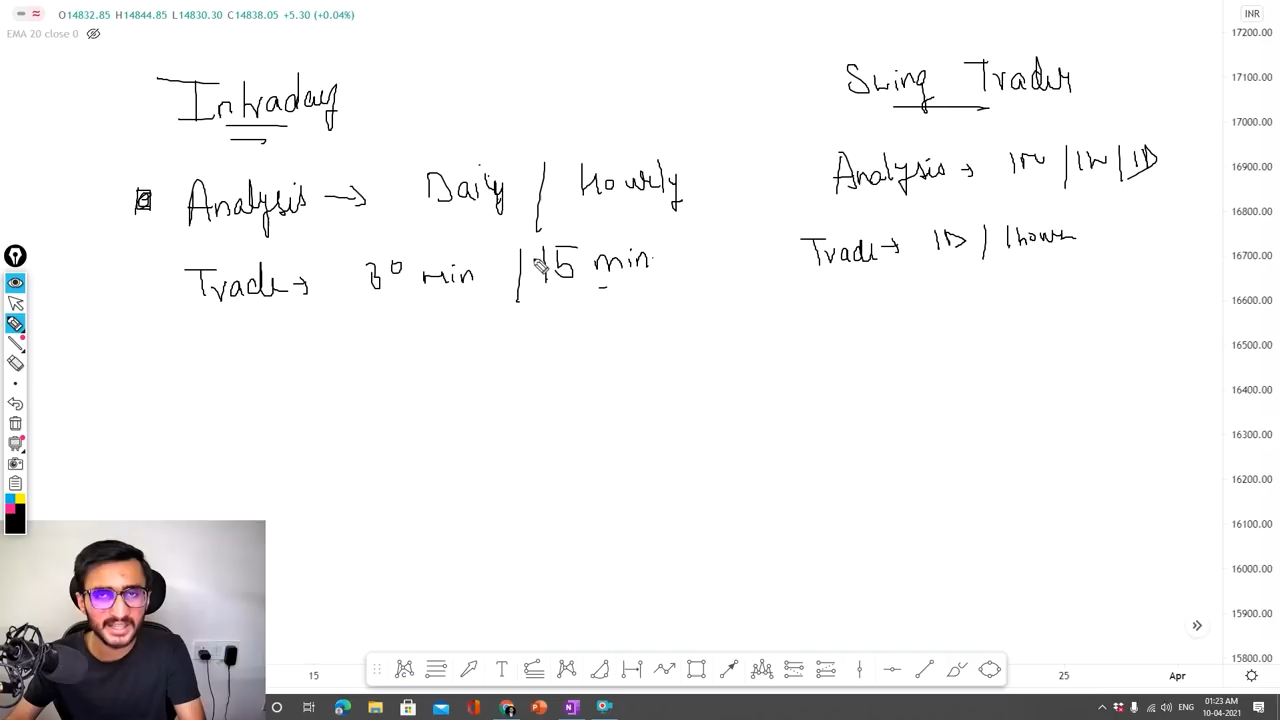 O14832.85 H14844.85 L14830.30 C14838.05 +5.30 (+0.04%)
EMA 20 close 0
INR
17200.00
17100.00
17000.00
16900.00
16800.00
16700.00
16600.00
16500.00
16400.00
16300.00
16200.00
16100.00
16000.00
15900.00
15800.00
Intraday
Analysis → Daily / Hourly
Trade → 30 min | 15 min
Swing Trader
Analysis → 1M / 1W / 1D
Trade → 1D / 1 hour
15
25
Apr
T
ENG
01:23 AM
10-04-2021